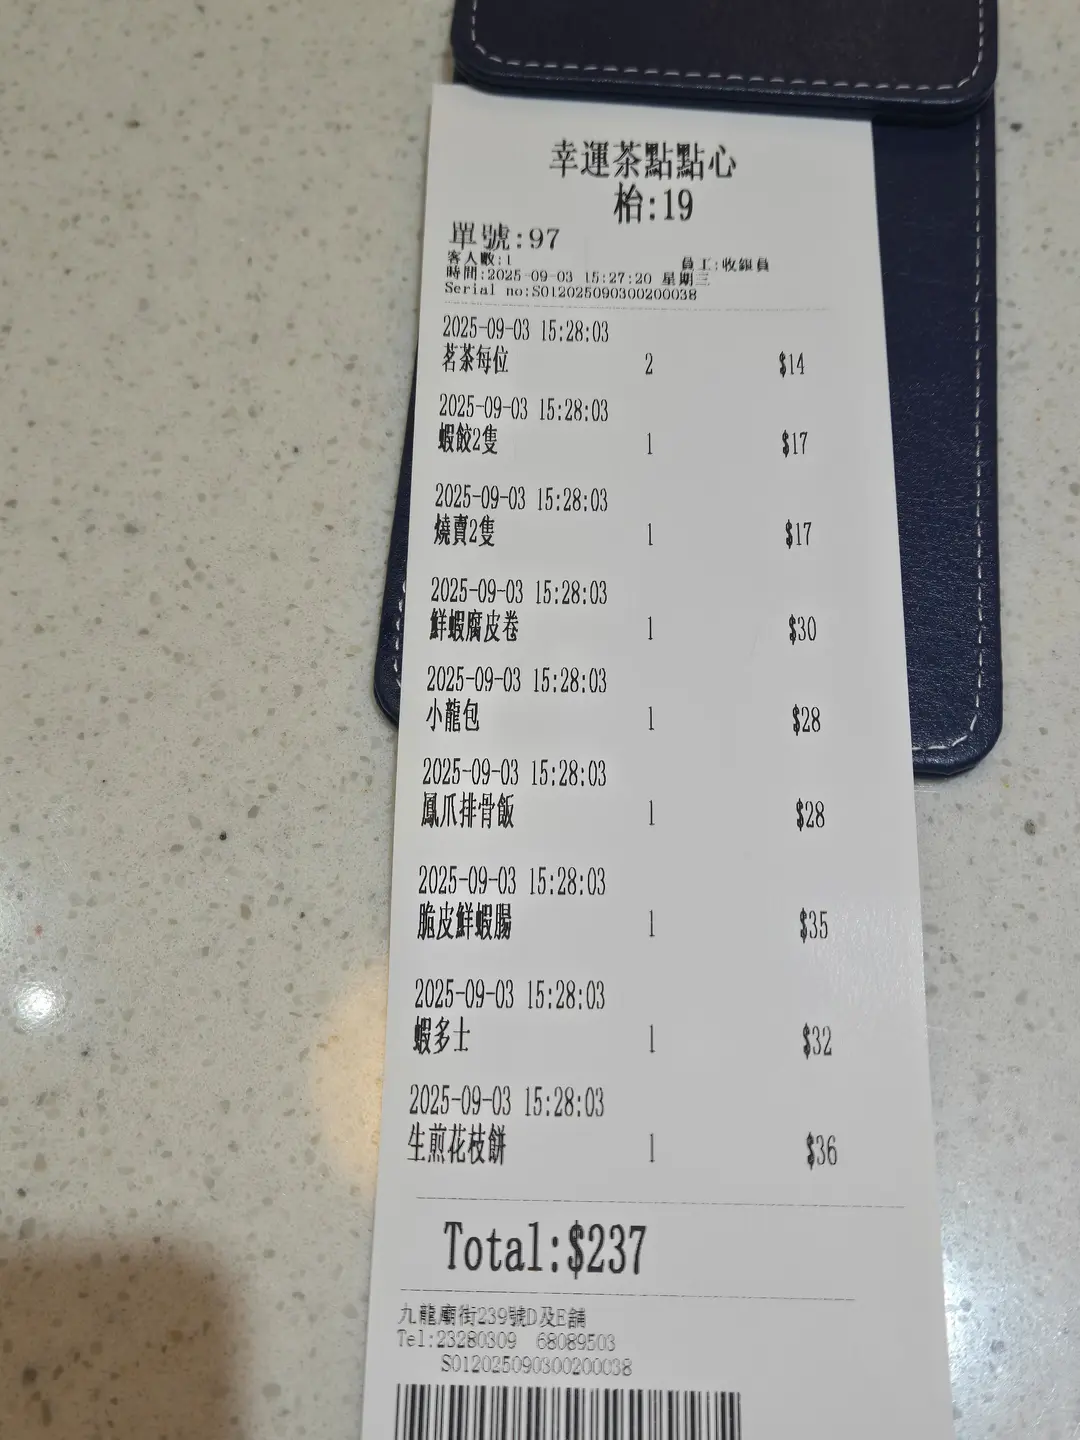 幸運茶點點心
枱:19
單號:97
客人數:1 員工:收銀員
時間:2025-09-03 15:27:20 星期三
Serial no:S012025090300200038
2025-09-03 15:28:03
茗茶每位 2 $14
2025-09-03 15:28:03
蝦餃2隻 1 $17
2025-09-03 15:28:03
燒賣2隻 1 $17
2025-09-03 15:28:03
鮮蝦腐皮卷 1 $30
2025-09-03 15:28:03
小龍包 1 $28
2025-09-03 15:28:03
鳳爪排骨飯 1 $28
2025-09-03 15:28:03
脆皮鮮蝦腸 1 $35
2025-09-03 15:28:03
蝦多士 1 $32
2025-09-03 15:28:03
生煎花枝餅 1 $36
Total:$237
九龍廟街239號D及E舖
Tel:23280309 68089503
S012025090300200038